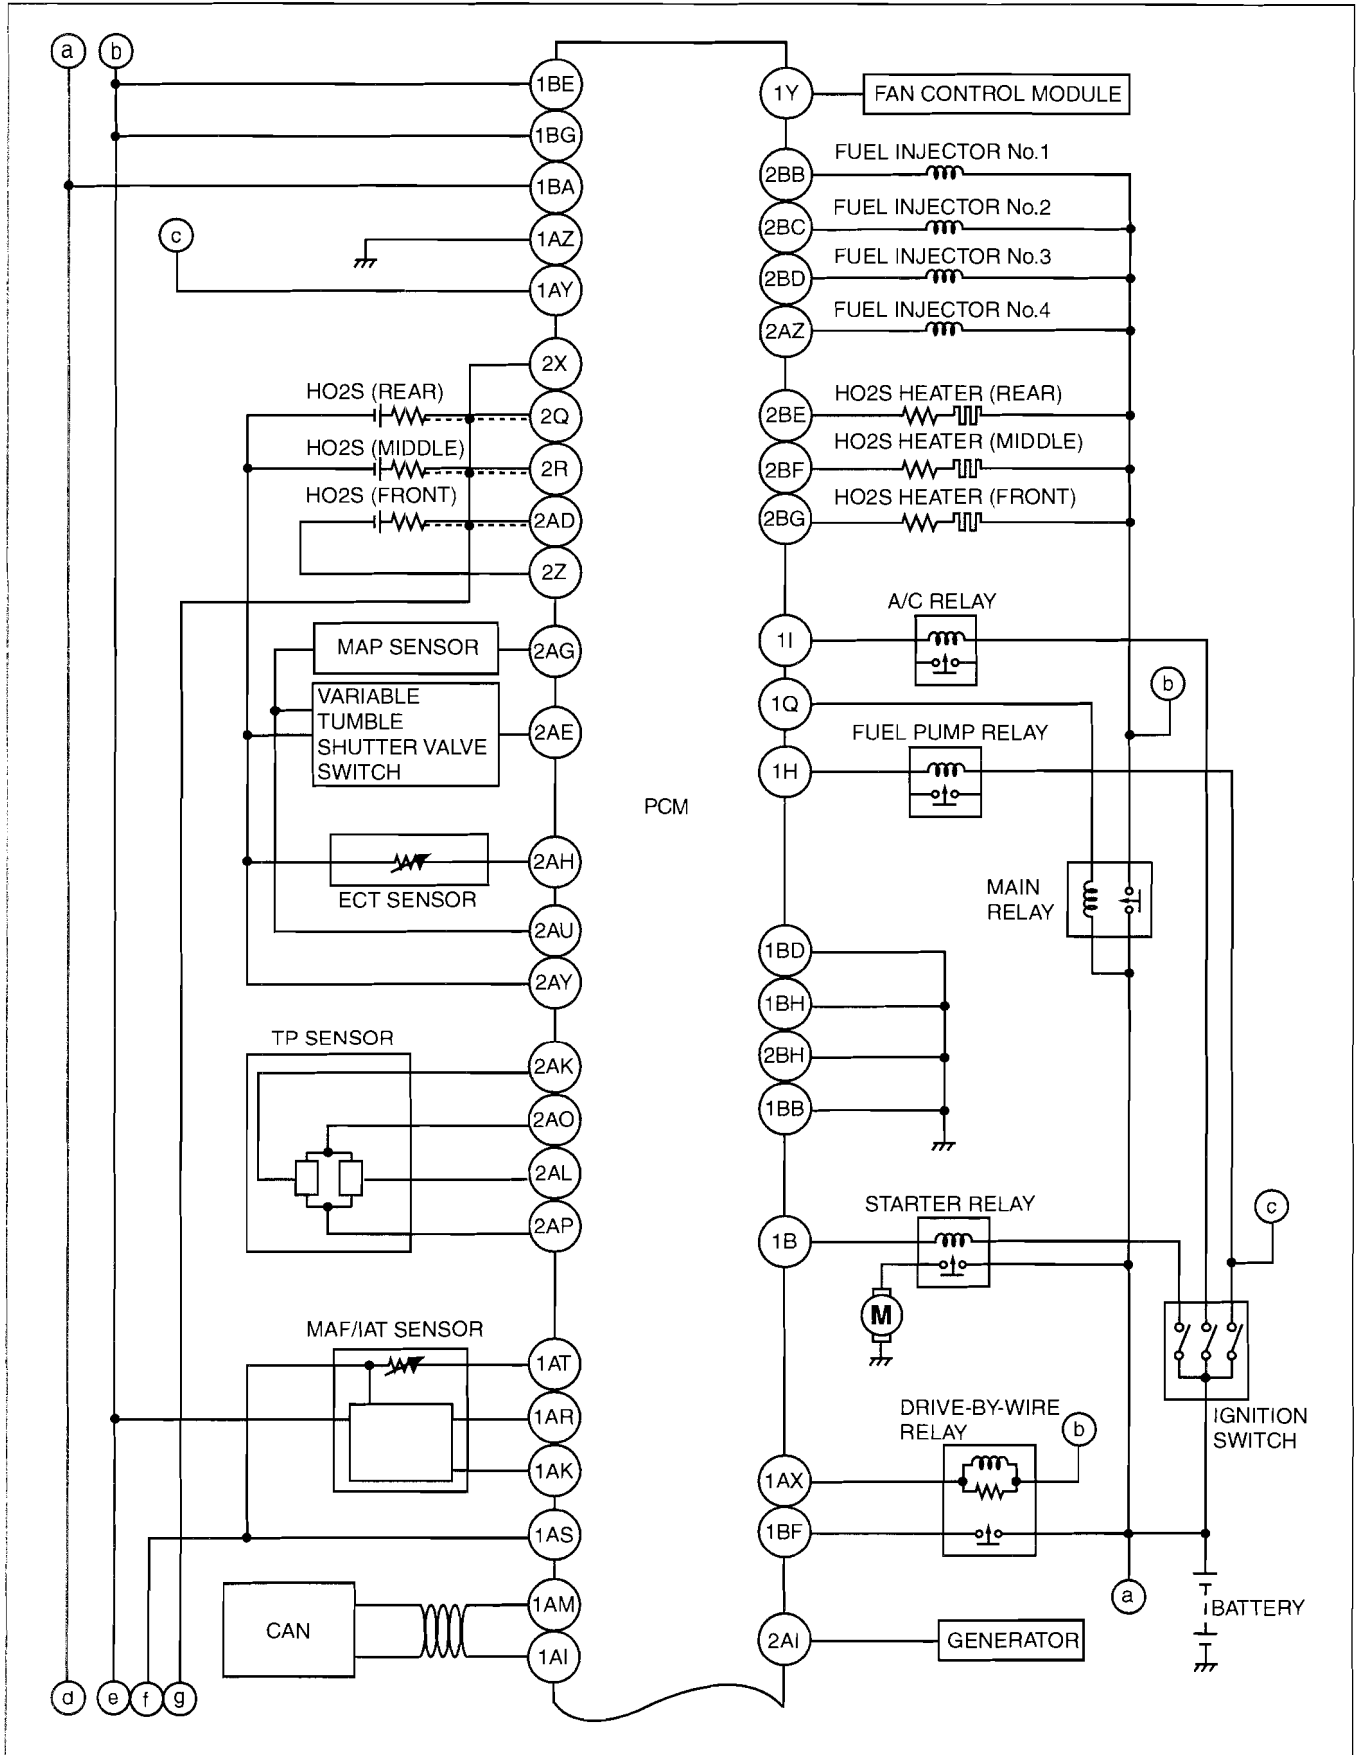 a
b
1BE
1BG
1BA
c
1AZ
1AY
2X
HO2S (REAR)
2Q
HO2S (MIDDLE)
2R
HO2S (FRONT)
2AD
2Z
MAP SENSOR
2AG
VARIABLE
TUMBLE
SHUTTER VALVE
SWITCH
2AE
2AH
ECT SENSOR
2AU
2AY
TP SENSOR
2AK
2AO
2AL
2AP
MAF/IAT SENSOR
1AT
1AR
1AK
1AS
CAN
1AM
1AI
d
e
f
g
PCM
1Y
FAN CONTROL MODULE
FUEL INJECTOR No.1
2BB
FUEL INJECTOR No.2
2BC
FUEL INJECTOR No.3
2BD
FUEL INJECTOR No.4
2AZ
HO2S HEATER (REAR)
2BE
HO2S HEATER (MIDDLE)
2BF
HO2S HEATER (FRONT)
2BG
A/C RELAY
1I
b
1Q
FUEL PUMP RELAY
1H
MAIN
RELAY
1BD
1BH
2BH
1BB
STARTER RELAY
c
1B
M
IGNITION
SWITCH
DRIVE-BY-WIRE
RELAY
b
1AX
1BF
a
BATTERY
2AI
GENERATOR